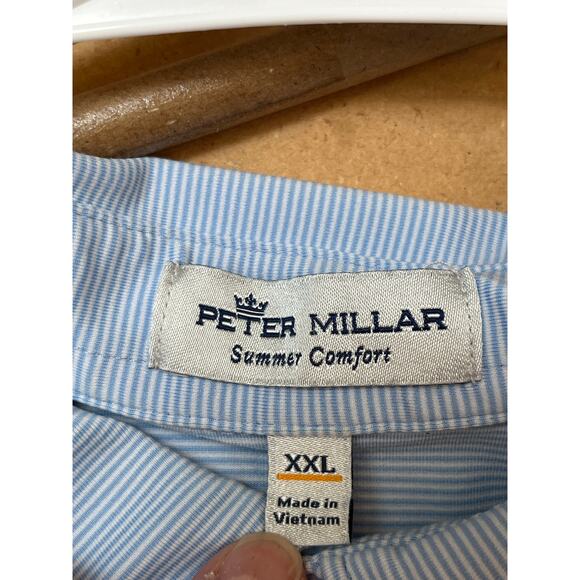 PETER MILLAR
Summer Comfort
XXL
Made in
Vietnam